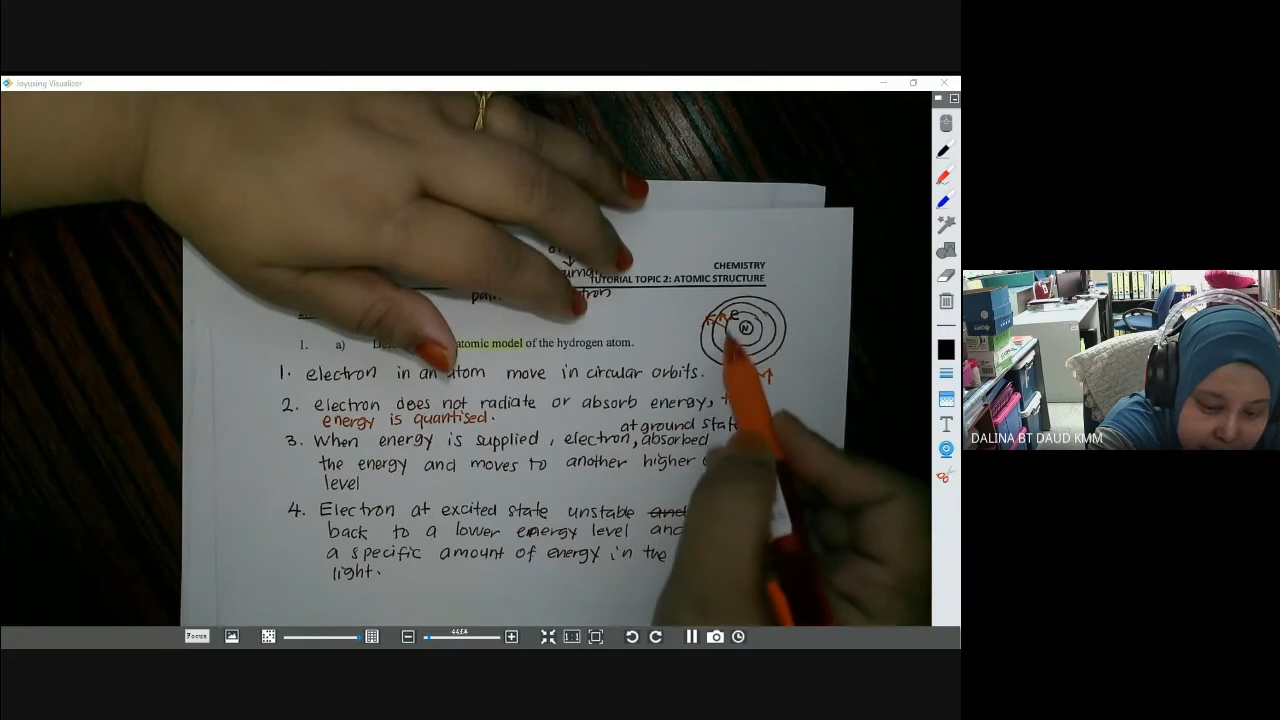 Joyusing Visualizer
CHEMISTRY
TUTORIAL TOPIC 2: ATOMIC STRUCTURE
1. a) atomic model of the hydrogen atom.
e
N
1. electron in an atom move in circular orbits.
2. electron does not radiate or absorb energy,
energy is quantised.
at ground state
3. When energy is supplied, electron, absorbed
the energy and moves to another higher
level
4. Electron at excited state unstable and
back to a lower energy level and
a specific amount of energy in the
light.
DALINA BT DAUD KMM
Focus
1:1